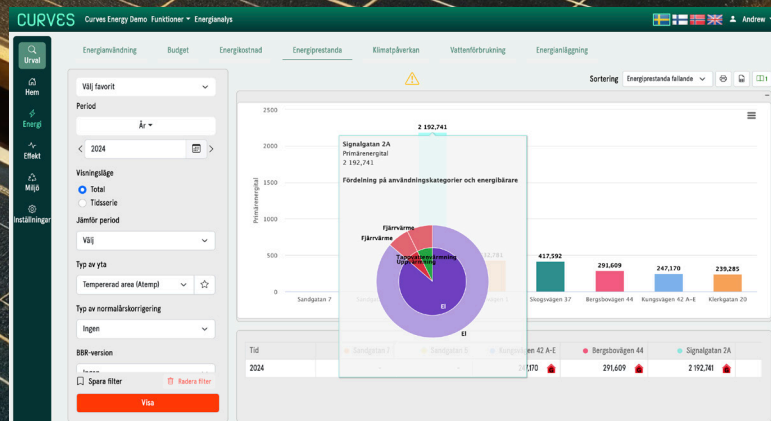 CURVES Curves Energy Demo Funktioner Energianalys Andrew
Urval
Hem
Energi
Effekt
Miljö
Inställningar
Energianvändning Budget Energikostnad Energiprestanda Klimatpåverkan Vattenförbrukning Energianläggning
Välj favorit
Period
År
2024
Visningsläge
Total
Tidsserie
Jämför period
Välj
Typ av yta
Tempererad area (Atemp)
Typ av normalårskorrigering
Ingen
BBR-version
Spara filter Radera filter
Visa
Sortering Energiprestanda fallande 1
2500
2000
1500
1000
500
0
Primärenergital
2 192,741
Signalgatan 2A
Primärenergital
2 192,741
Fördelning på användningskategorier och energibärare
Fjärrvärme
Fjärrvärme
Tappvattenvärmning
Uppvärmning
El
El
417,592
291,609
247,170
239,285
Sandgatan 7 Skogsvägen 37 Bergsbovägen 44 Kungsvägen 42 A-E Klerkgatan 20
Tid Sandgatan 7 Sandgatan Kungsvägen 42 A-E Bergsbovägen 44 Signalgatan 2A
2024 247,170 291,609 2 192,741